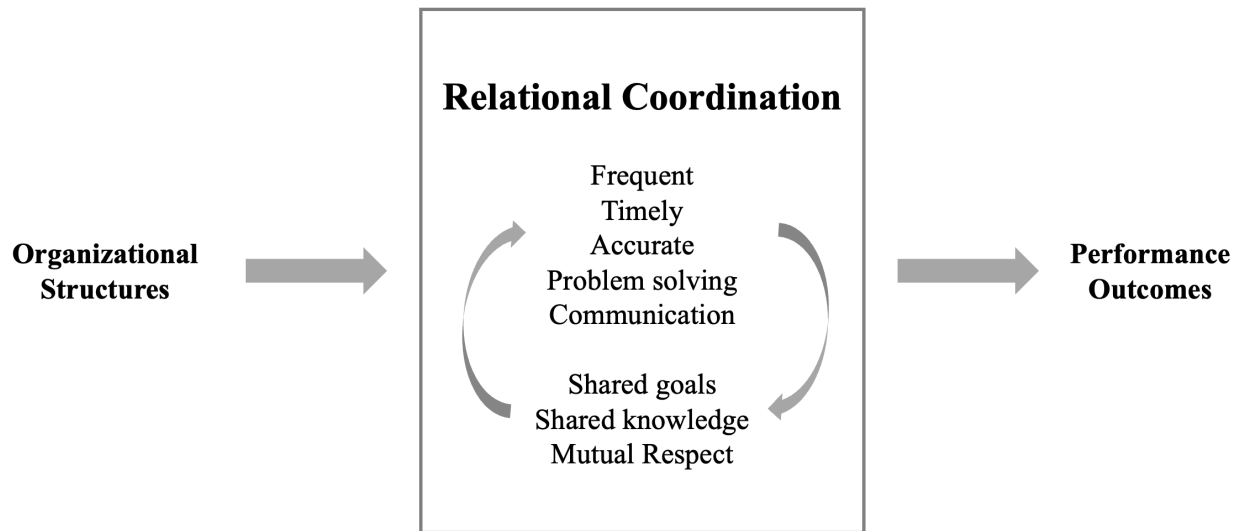 Relational Coordination
Frequent
Timely
Accurate
Problem solving
Communication
Shared goals
Shared knowledge
Mutual Respect
Organizational
Structures
Performance
Outcomes